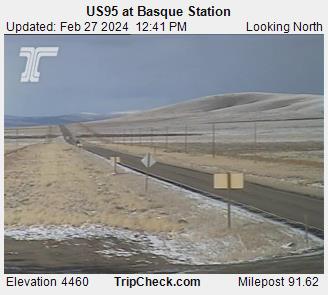 US95 at Basque Station
Updated: Feb 27 2024 12:41 PM Looking North
Elevation 4460 TripCheck.com Milepost 91.62